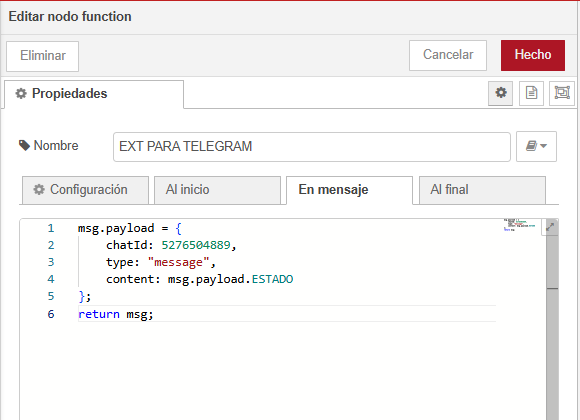 Editar nodo function
Eliminar
Cancelar
Hecho
Propiedades
Nombre
EXT PARA TELEGRAM
Configuración
Al inicio
En mensaje
Al final
1 msg.payload = {
2 chatId: 5276504889,
3 type: "message",
4 content: msg.payload.ESTADO
5 };
6 return msg;